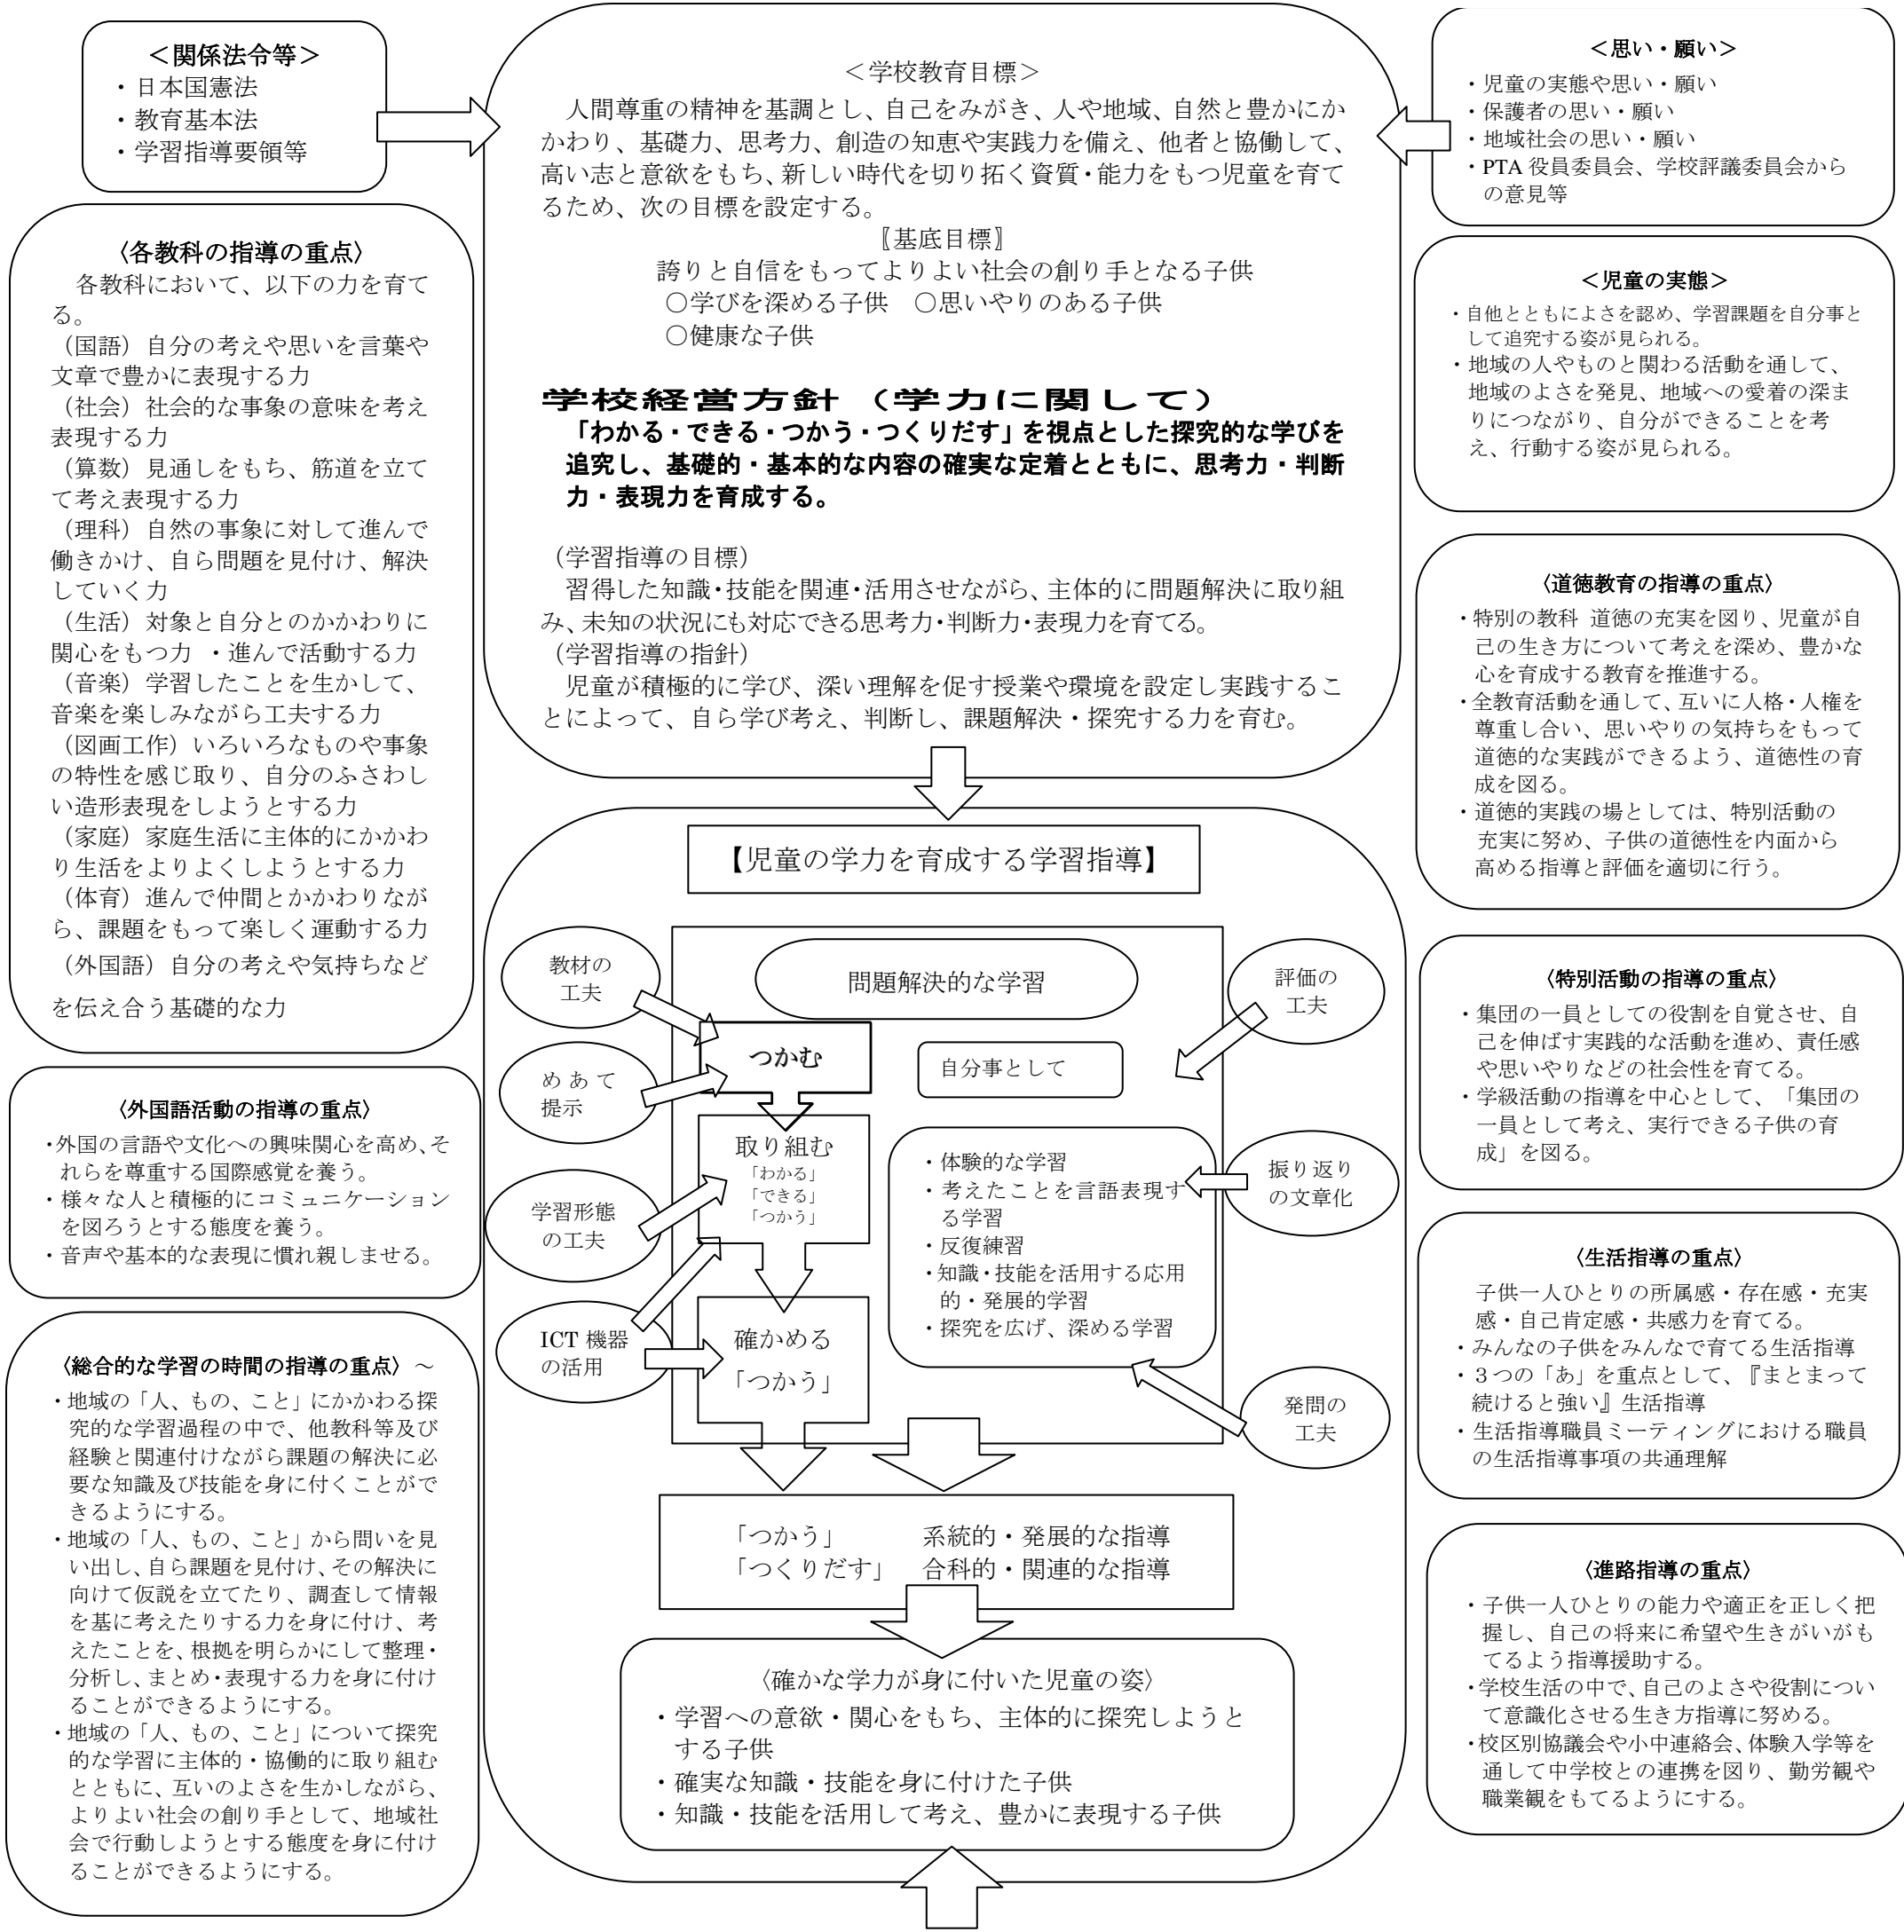 ＜関係法令等＞
・日本国憲法
・教育基本法
・学習指導要領等
＜学校教育目標＞
人間尊重の精神を基調とし、自己をみがき、人や地域、自然と豊かにか
かわり、基礎力、思考力、創造の知恵や実践力を備え、他者と協働して、
高い志と意欲をもち、新しい時代を切り拓く資質・能力をもつ児童を育て
るため、次の目標を設定する。
〖基底目標〗
誇りと自信をもってよりよい社会の創り手となる子供
○学びを深める子供　○思いやりのある子供
○健康な子供
学校経営方針（学力に関して）
「わかる・できる・つかう・つくりだす」を視点とした探究的な学びを
追究し、基礎的・基本的な内容の確実な定着とともに、思考力・判断
力・表現力を育成する。
（学習指導の目標）
習得した知識・技能を関連・活用させながら、主体的に問題解決に取り組
み、未知の状況にも対応できる思考力・判断力・表現力を育てる。
（学習指導の指針）
児童が積極的に学び、深い理解を促す授業や環境を設定し実践するこ
とによって、自ら学び考え、判断し、課題解決・探究する力を育む。
＜思い・願い＞
・児童の実態や思い・願い
・保護者の思い・願い
・地域社会の思い・願い
・PTA 役員委員会、学校評議委員会から
の意見等
〈各教科の指導の重点〉
各教科において、以下の力を育て
る。
（国語）自分の考えや思いを言葉や
文章で豊かに表現する力
（社会）社会的な事象の意味を考え
表現する力
（算数）見通しをもち、筋道を立て
て考え表現する力
（理科）自然の事象に対して進んで
働きかけ、自ら問題を見付け、解決
していく力
（生活）対象と自分とのかかわりに
関心をもつ力 ・進んで活動する力
（音楽）学習したことを生かして、
音楽を楽しみながら工夫する力
（図画工作）いろいろなものや事象
の特性を感じ取り、自分のふさわし
い造形表現をしようとする力
（家庭）家庭生活に主体的にかかわ
り生活をよりよくしようとする力
（体育）進んで仲間とかかわりなが
ら、課題をもって楽しく運動する力
（外国語）自分の考えや気持ちなど
を伝え合う基礎的な力
＜児童の実態＞
・自他とともによさを認め、学習課題を自分事と
して追究する姿が見られる。
・地域の人やものと関わる活動を通して、
地域のよさを発見、地域への愛着の深ま
りにつながり、自分ができることを考
え、行動する姿が見られる。
〈道徳教育の指導の重点〉
・特別の教科 道徳の充実を図り、児童が自
己の生き方について考えを深め、豊かな
心を育成する教育を推進する。
・全教育活動を通して、互いに人格・人権を
尊重し合い、思いやりの気持ちをもって
道徳的な実践ができるよう、道徳性の育
成を図る。
・道徳的実践の場としては、特別活動の
充実に努め、子供の道徳性を内面から
高める指導と評価を適切に行う。
【児童の学力を育成する学習指導】
教材の
工夫
問題解決的な学習
評価の
工夫
つかむ
自分事として
めあて
提示
取り組む
「わかる」
「できる」
「つかう」
・体験的な学習
・考えたことを言語表現す
る学習
・反復練習
・知識・技能を活用する応用
的・発展的学習
・探究を広げ、深める学習
振り返り
の文章化
学習形態
の工夫
ICT 機器
の活用
確かめる
「つかう」
発問の
工夫
「つかう」　系統的・発展的な指導
「つくりだす」　合科的・関連的な指導
〈確かな学力が身に付いた児童の姿〉
・学習への意欲・関心をもち、主体的に探究しようと
する子供
・確実な知識・技能を身に付けた子供
・知識・技能を活用して考え、豊かに表現する子供
〈外国語活動の指導の重点〉
・外国の言語や文化への興味関心を高め、そ
れらを尊重する国際感覚を養う。
・様々な人と積極的にコミュニケーション
を図ろうとする態度を養う。
・音声や基本的な表現に慣れ親しませる。
〈総合的な学習の時間の指導の重点〉～
・地域の「人、もの、こと」にかかわる探
究的な学習過程の中で、他教科等及び
経験と関連付けながら課題の解決に必
要な知識及び技能を身に付くことがで
きるようにする。
・地域の「人、もの、こと」から問いを見
い出し、自ら課題を見付け、その解決に
向けて仮説を立てたり、調査して情報
を基に考えたりする力を身に付け、考
えたことを、根拠を明らかにして整理・
分析し、まとめ・表現する力を身に付け
ることができるようにする。
・地域の「人、もの、こと」について探究
的な学習に主体的・協働的に取り組む
とともに、互いのよさを生かしながら、
よりよい社会の創り手として、地域社
会で行動しようとする態度を身に付け
ることができるようにする。
〈特別活動の指導の重点〉
・集団の一員としての役割を自覚させ、自
己を伸ばす実践的な活動を進め、責任感
や思いやりなどの社会性を育てる。
・学級活動の指導を中心として、「集団の
一員として考え、実行できる子供の育
成」を図る。
〈生活指導の重点〉
子供一人ひとりの所属感・存在感・充実
感・自己肯定感・共感力を育てる。
・みんなの子供をみんなで育てる生活指導
・３つの「あ」を重点として、『まとまって
続けると強い』生活指導
・生活指導職員ミーティングにおける職員
の生活指導事項の共通理解
〈進路指導の重点〉
・子供一人ひとりの能力や適正を正しく把
握し、自己の将来に希望や生きがいがも
てるよう指導援助する。
・学校生活の中で、自己のよさや役割につい
て意識化させる生き方指導に努める。
・校区別協議会や小中連絡会、体験入学等を
通して中学校との連携を図り、勤労観や
職業観をもてるようにする。